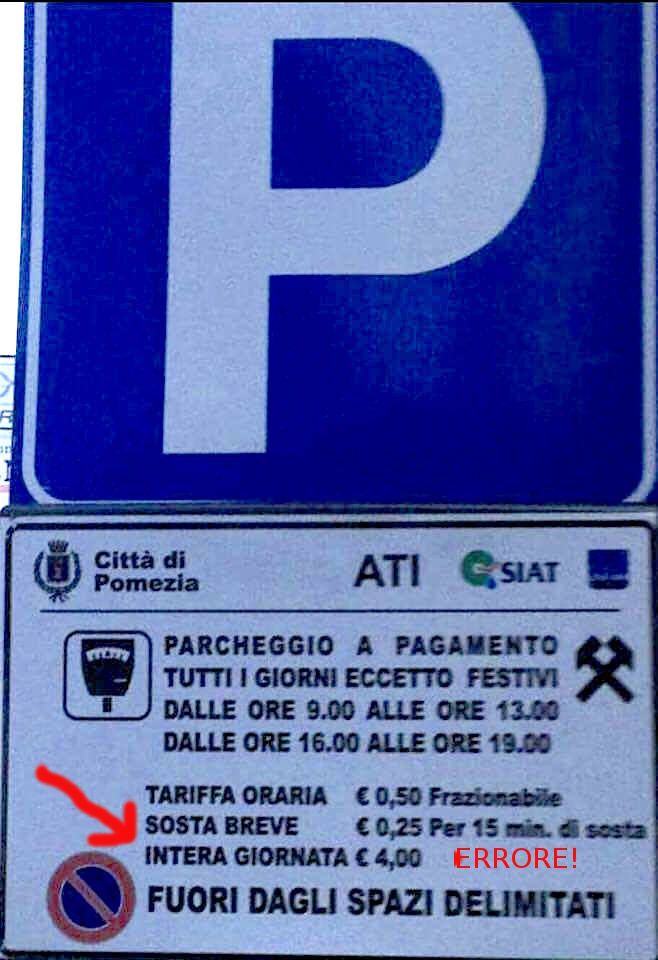 P
Città di
Pomezia
ATI
SIAT
PARCHEGGIO A PAGAMENTO
TUTTI I GIORNI ECCETTO FESTIVI
DALLE ORE 9.00 ALLE ORE 13.00
DALLE ORE 16.00 ALLE ORE 19.00
TARIFFA ORARIA € 0,50 Frazionabile
SOSTA BREVE € 0,25 Per 15 min. di sosta
INTERA GIORNATA € 4,00 ERRORE!
FUORI DAGLI SPAZI DELIMITATI